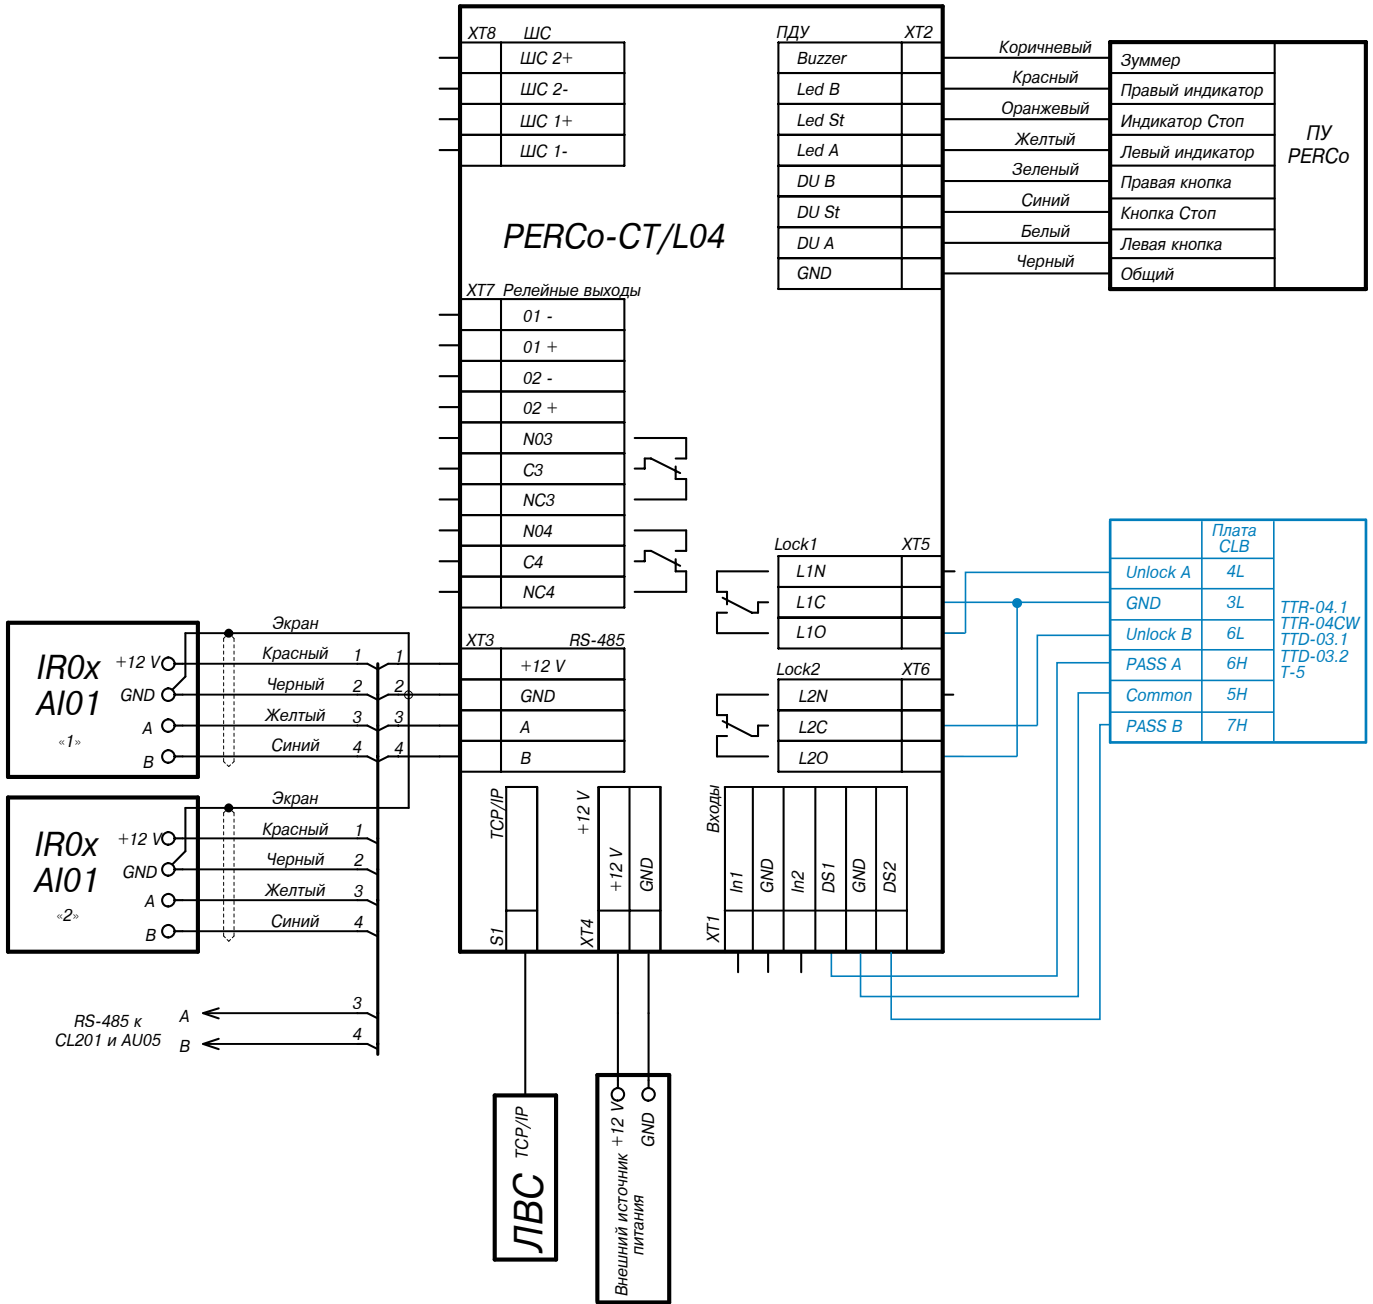 XT8 ШС
ШС 2+
ШС 2-
ШС 1+
ШС 1-
ПДУ XT2
Buzzer
Led B
Led St
Led A
DU B
DU St
DU A
GND
Коричневый
Красный
Оранжевый
Желтый
Зеленый
Синий
Белый
Черный
Зуммер
Правый индикатор
Индикатор Стоп
Левый индикатор
Правая кнопка
Кнопка Стоп
Левая кнопка
Общий
ПУ
PERCo
PERCo-CT/L04
XT7 Релейные выходы
01 -
01 +
02 -
02 +
N03
C3
NC3
N04
C4
NC4
Lock1 XT5
L1N
L1C
L1O
Lock2 XT6
L2N
L2C
L2O
Плата
CLB
Unlock A 4L
GND 3L
Unlock B 6L
PASS A 6H
Common 5H
PASS B 7H
TTR-04.1
TTR-04CW
TTD-03.1
TTD-03.2
T-5
XT3 RS-485
+12 V
GND
A
B
IR0x
AI01
«1»
+12 V
GND
A
B
Экран
Красный 1 1
Черный 2 2
Желтый 3 3
Синий 4 4
IR0x
AI01
«2»
+12 V
GND
A
B
Экран
Красный 1
Черный 2
Желтый 3
Синий 4
RS-485 к
CL201 и AU05
A 3
B 4
TCP/IP
S1
+12 V
+12 V
GND
XT4
Входы
In1
GND
In2
DS1
GND
DS2
XT1
ЛВС TCP/IP
Внешний источник
питания
+12 V
GND